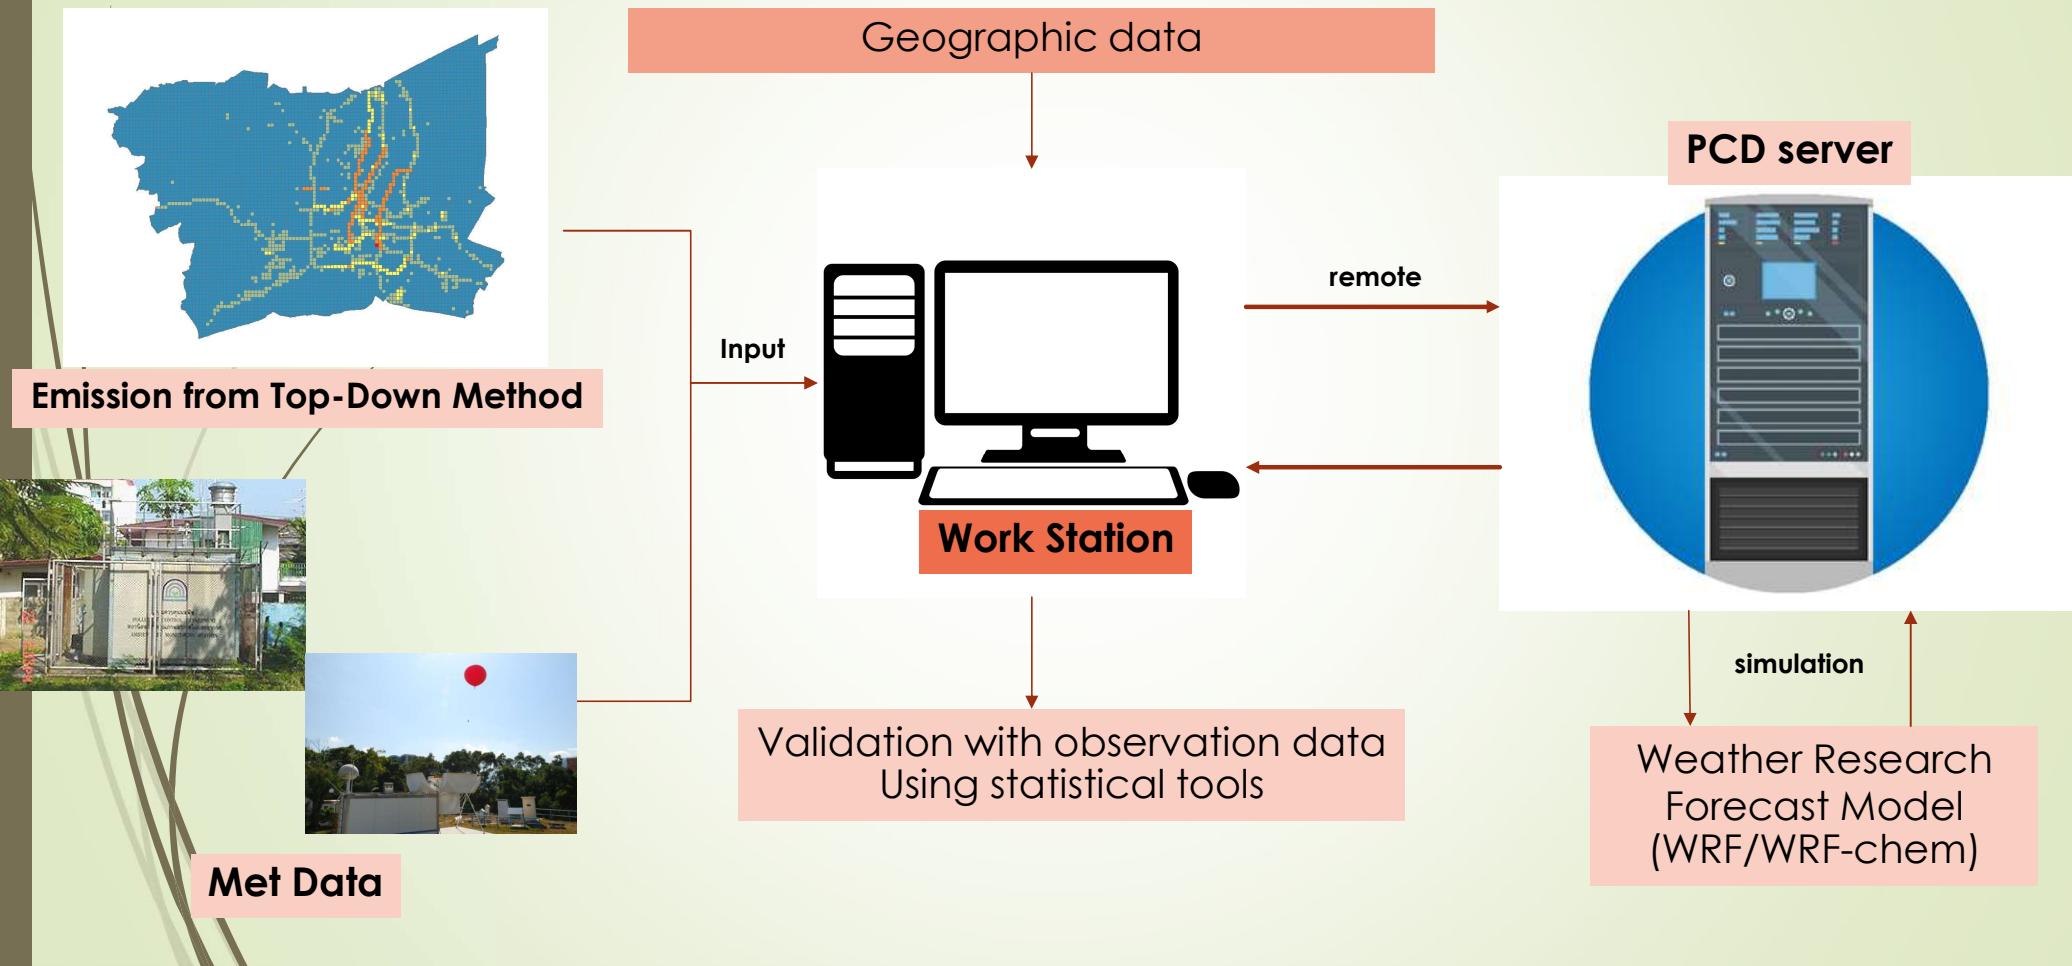 Geographic data
PCD server
remote
Input
Emission from Top-Down Method
Work Station
simulation
Validation with observation data
Using statistical tools
Weather Research
Forecast Model
(WRF/WRF-chem)
Met Data